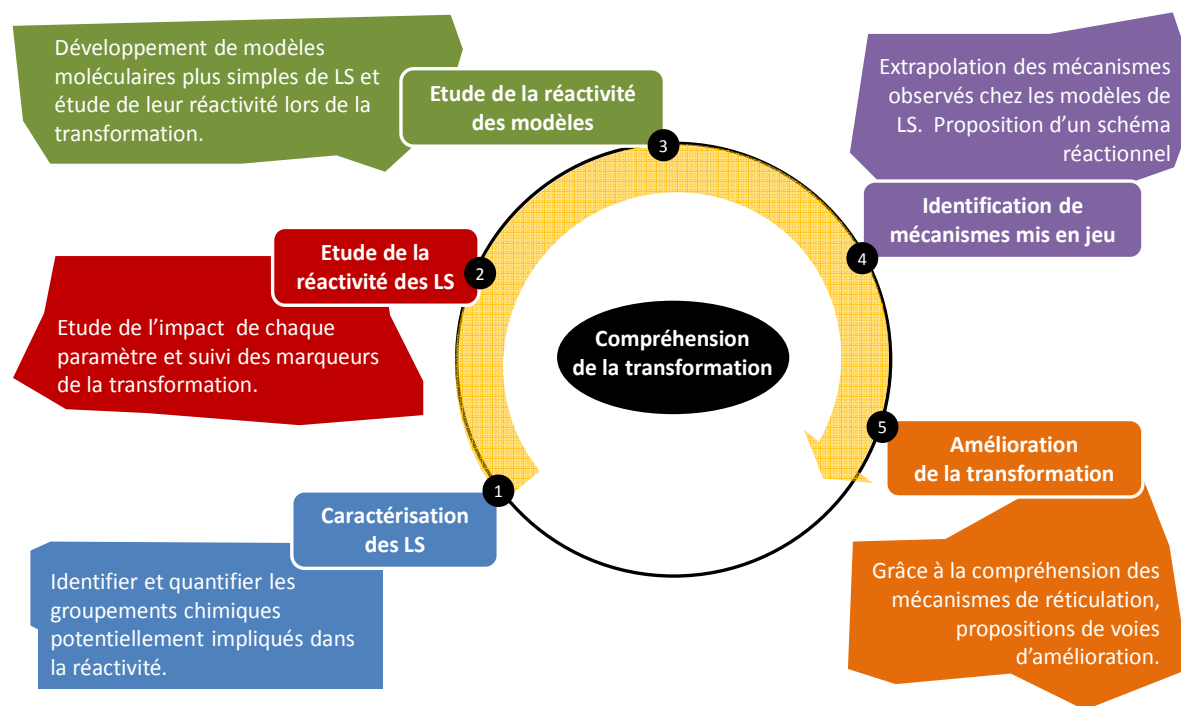 Développement de modèles
moléculaires plus simples de LS et
étude de leur réactivité lors de la
transformation.
Etude de la réactivité
des modèles
3
Extrapolation des mécanismes
observés chez les modèles de
LS. Proposition d'un schéma
réactionnel
Identification de
mécanismes mis en jeu
4
Etude de la
réactivité des LS
2
Etude de l'impact de chaque
paramètre et suivi des marqueurs
de la transformation.
Compréhension
de la transformation
5
Amélioration
de la transformation
Grâce à la compréhension des
mécanismes de réticulation,
propositions de voies
d'amélioration.
1
Caractérisation
des LS
Identifier et quantifier les
groupements chimiques
potentiellement impliqués dans
la réactivité.